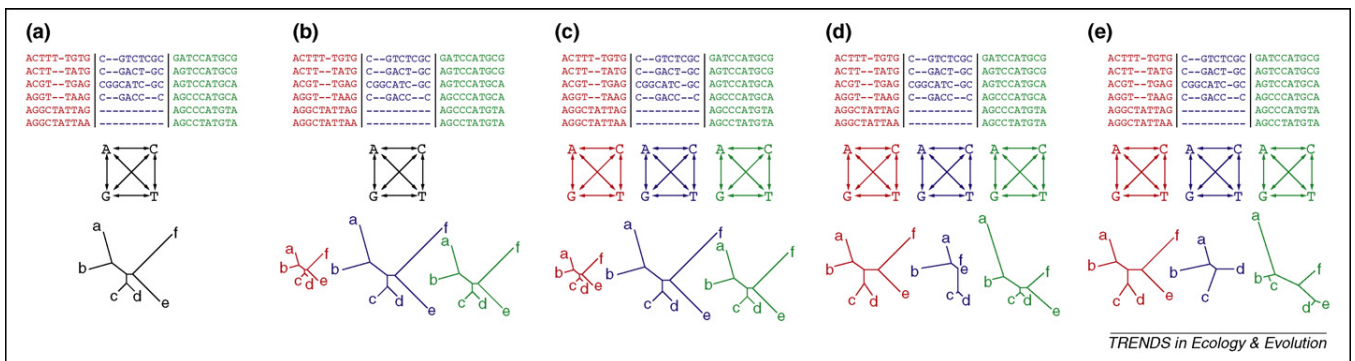 (a)
ACTTT-TGTG C--GTCTCGC GATCCATGCG
ACTT--TATG C--GACT-GC AGTCCATGCG
ACGT--TGAG CGGCATC-GC AGTCCATGCA
AGGT--TAAG C--GACC--C AGCCCATGCA
AGGCTATTAG ---------- AGCCCATGTA
AGGCTATTAA ---------- AGCCTATGTA
A C
G T
a f
b
c d e
(b)
ACTTT-TGTG C--GTCTCGC GATCCATGCG
ACTT--TATG C--GACT-GC AGTCCATGCG
ACGT--TGAG CGGCATC-GC AGTCCATGCA
AGGT--TAAG C--GACC--C AGCCCATGCA
AGGCTATTAG ---------- AGCCCATGTA
AGGCTATTAA ---------- AGCCTATGTA
A C
G T
a f a f a f
b b b
c d e c d e c d e
(c)
ACTTT-TGTG C--GTCTCGC GATCCATGCG
ACTT--TATG C--GACT-GC AGTCCATGCG
ACGT--TGAG CGGCATC-GC AGTCCATGCA
AGGT--TAAG C--GACC--C AGCCCATGCA
AGGCTATTAG ---------- AGCCCATGTA
AGGCTATTAA ---------- AGCCTATGTA
A C A C A C
G T G T G T
a f a f a f
b b b
c d e c d e c d e
(d)
ACTTT-TGTG C--GTCTCGC GATCCATGCG
ACTT--TATG C--GACT-GC AGTCCATGCG
ACGT--TGAG CGGCATC-GC AGTCCATGCA
AGGT--TAAG C--GACC--C AGCCCATGCA
AGGCTATTAG ---------- AGCCCATGTA
AGGCTATTAA ---------- AGCCTATGTA
A C A C A C
G T G T G T
a f a f a f
b b e b
c d e c d c d e
(e)
ACTTT-TGTG C--GTCTCGC GATCCATGCG
ACTT--TATG C--GACT-GC AGTCCATGCG
ACGT--TGAG CGGCATC-GC AGTCCATGCA
AGGT--TAAG C--GACC--C AGCCCATGCA
AGGCTATTAG ---------- AGCCCATGTA
AGGCTATTAA ---------- AGCCTATGTA
A C A C A C
G T G T G T
a f a a f
b b d b c
c d e c d e
TRENDS in Ecology & Evolution